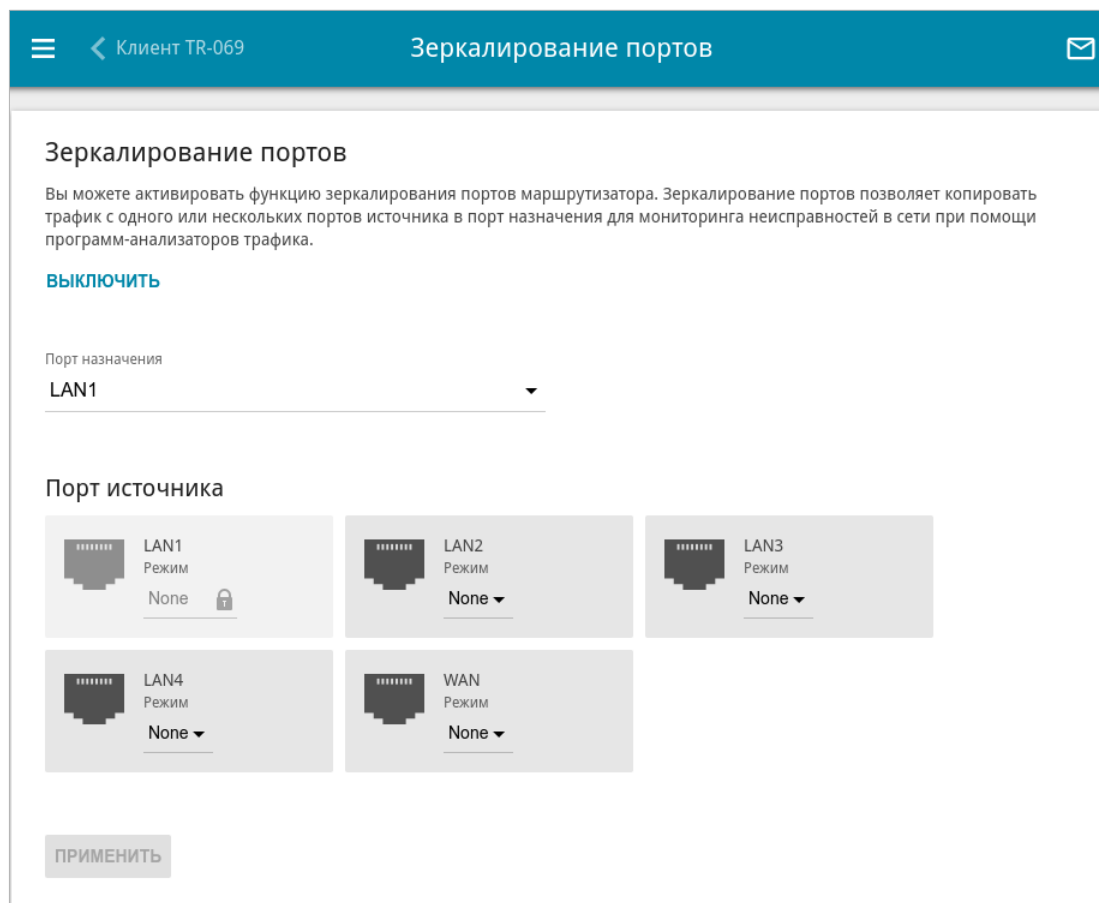 Клиент TR-069
Зеркалирование портов
Зеркалирование портов
Вы можете активировать функцию зеркалирования портов маршрутизатора. Зеркалирование портов позволяет копировать
трафик с одного или нескольких портов источника в порт назначения для мониторинга неисправностей в сети при помощи
программ-анализаторов трафика.
ВЫКЛЮЧИТЬ
Порт назначения
LAN1
Порт источника
LAN1
Режим
None
LAN2
Режим
None
LAN3
Режим
None
LAN4
Режим
None
WAN
Режим
None
ПРИМЕНИТЬ